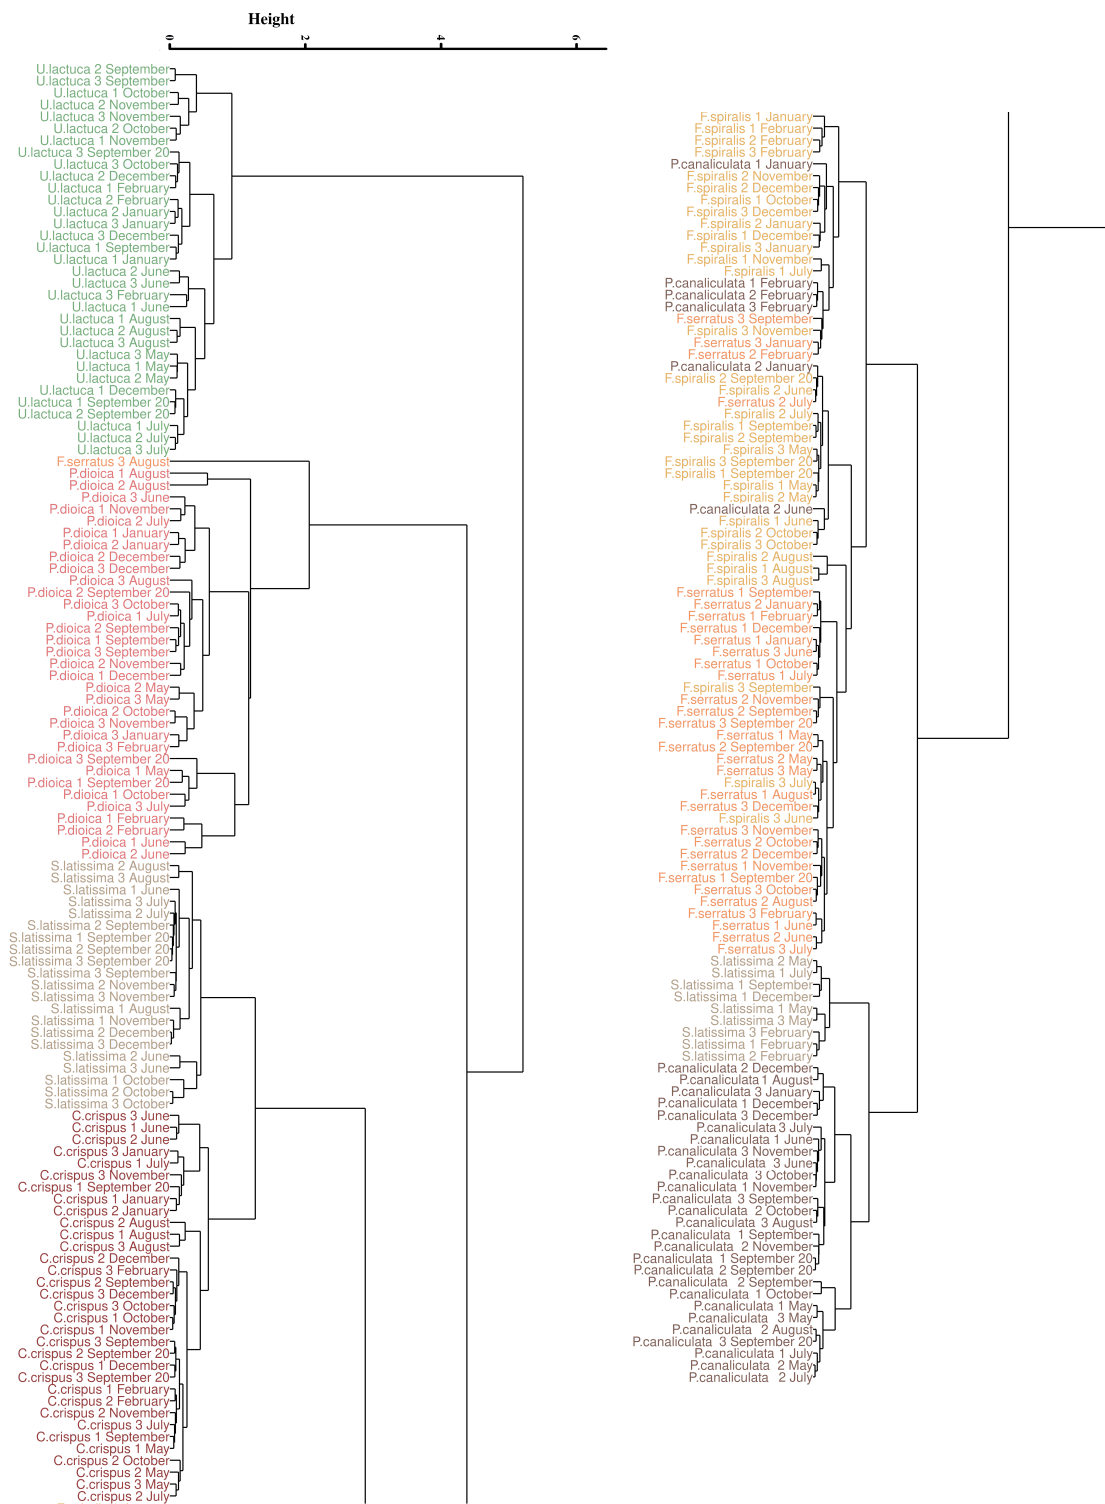 Height
0
2
4
6
U.lactuca 2 September
U.lactuca 3 September
U.lactuca 1 October
U.lactuca 2 November
U.lactuca 3 November
U.lactuca 2 October
U.lactuca 1 November
U.lactuca 3 September 20
U.lactuca 3 October
U.lactuca 2 December
U.lactuca 1 February
U.lactuca 2 February
U.lactuca 2 January
U.lactuca 3 January
U.lactuca 3 December
U.lactuca 1 September
U.lactuca 1 January
U.lactuca 2 June
U.lactuca 3 June
U.lactuca 3 February
U.lactuca 1 June
U.lactuca 1 August
U.lactuca 2 August
U.lactuca 3 August
U.lactuca 3 May
U.lactuca 1 May
U.lactuca 2 May
U.lactuca 1 December
U.lactuca 1 September 20
U.lactuca 2 September 20
U.lactuca 1 July
U.lactuca 2 July
U.lactuca 3 July
F.serratus 3 August
P.dioica 1 August
P.dioica 2 August
P.dioica 3 June
P.dioica 1 November
P.dioica 2 July
P.dioica 1 January
P.dioica 2 January
P.dioica 2 December
P.dioica 3 December
P.dioica 3 August
P.dioica 2 September 20
P.dioica 3 October
P.dioica 1 July
P.dioica 2 September
P.dioica 1 September
P.dioica 3 September
P.dioica 2 November
P.dioica 1 December
P.dioica 2 May
P.dioica 3 May
P.dioica 2 October
P.dioica 3 November
P.dioica 3 January
P.dioica 3 February
P.dioica 3 September 20
P.dioica 1 May
P.dioica 1 September 20
P.dioica 1 October
P.dioica 3 July
P.dioica 1 February
P.dioica 2 February
P.dioica 1 June
P.dioica 2 June
S.latissima 2 August
S.latissima 3 August
S.latissima 1 June
S.latissima 3 July
S.latissima 2 July
S.latissima 2 September
S.latissima 1 September 20
S.latissima 2 September 20
S.latissima 3 September 20
S.latissima 3 September
S.latissima 2 November
S.latissima 3 November
S.latissima 1 August
S.latissima 1 November
S.latissima 2 December
S.latissima 3 December
S.latissima 2 June
S.latissima 3 June
S.latissima 1 October
S.latissima 2 October
S.latissima 3 October
C.crispus 3 June
C.crispus 1 June
C.crispus 2 June
C.crispus 3 January
C.crispus 1 July
C.crispus 3 November
C.crispus 1 September 20
C.crispus 1 January
C.crispus 2 January
C.crispus 2 August
C.crispus 1 August
C.crispus 3 August
C.crispus 2 December
C.crispus 3 February
C.crispus 2 September
C.crispus 3 December
C.crispus 3 October
C.crispus 1 October
C.crispus 1 November
C.crispus 3 September
C.crispus 2 September 20
C.crispus 1 December
C.crispus 3 September 20
C.crispus 1 February
C.crispus 2 February
C.crispus 2 November
C.crispus 3 July
C.crispus 1 September
C.crispus 1 May
C.crispus 2 October
C.crispus 2 May
C.crispus 3 May
C.crispus 2 July
F.spiralis 1 January
F.spiralis 1 February
F.spiralis 2 February
F.spiralis 3 February
P.canaliculata 1 January
F.spiralis 2 November
F.spiralis 2 December
F.spiralis 1 October
F.spiralis 3 December
F.spiralis 2 January
F.spiralis 1 December
F.spiralis 3 January
F.spiralis 1 November
F.spiralis 1 July
P.canaliculata 1 February
P.canaliculata 2 February
P.canaliculata 3 February
F.serratus 3 September
F.spiralis 3 November
F.serratus 3 January
F.serratus 2 February
P.canaliculata 2 January
F.spiralis 2 September 20
F.spiralis 2 June
F.serratus 2 July
F.spiralis 2 July
F.spiralis 1 September
F.spiralis 2 September
F.spiralis 3 May
F.spiralis 3 September 20
F.spiralis 1 September 20
F.spiralis 1 May
F.spiralis 2 May
P.canaliculata 2 June
F.spiralis 1 June
F.spiralis 2 October
F.spiralis 3 October
F.spiralis 2 August
F.spiralis 1 August
F.spiralis 3 August
F.serratus 1 September
F.serratus 2 January
F.serratus 1 February
F.serratus 1 December
F.serratus 1 January
F.serratus 3 June
F.serratus 1 October
F.serratus 1 July
F.spiralis 3 September
F.serratus 2 November
F.serratus 2 September
F.serratus 3 September 20
F.serratus 1 May
F.serratus 2 September 20
F.serratus 2 May
F.serratus 3 May
F.spiralis 3 July
F.serratus 1 August
F.serratus 3 December
F.spiralis 3 June
F.serratus 3 November
F.serratus 2 October
F.serratus 2 December
F.serratus 1 November
F.serratus 1 September 20
F.serratus 3 October
F.serratus 2 August
F.serratus 3 February
F.serratus 1 June
F.serratus 2 June
F.serratus 3 July
S.latissima 2 May
S.latissima 1 July
S.latissima 1 September
S.latissima 1 December
S.latissima 1 May
S.latissima 3 May
S.latissima 3 February
S.latissima 1 February
S.latissima 2 February
P.canaliculata 2 December
P.canaliculata 1 August
P.canaliculata 3 January
P.canaliculata 1 December
P.canaliculata 3 December
P.canaliculata 3 July
P.canaliculata 1 June
P.canaliculata 3 November
P.canaliculata 3 June
P.canaliculata 3 October
P.canaliculata 1 November
P.canaliculata 3 September
P.canaliculata 2 October
P.canaliculata 3 August
P.canaliculata 1 September
P.canaliculata 2 November
P.canaliculata 1 September 20
P.canaliculata 2 September 20
P.canaliculata 2 September
P.canaliculata 1 October
P.canaliculata 1 May
P.canaliculata 3 May
P.canaliculata 2 August
P.canaliculata 3 September 20
P.canaliculata 1 July
P.canaliculata 2 May
P.canaliculata 2 July